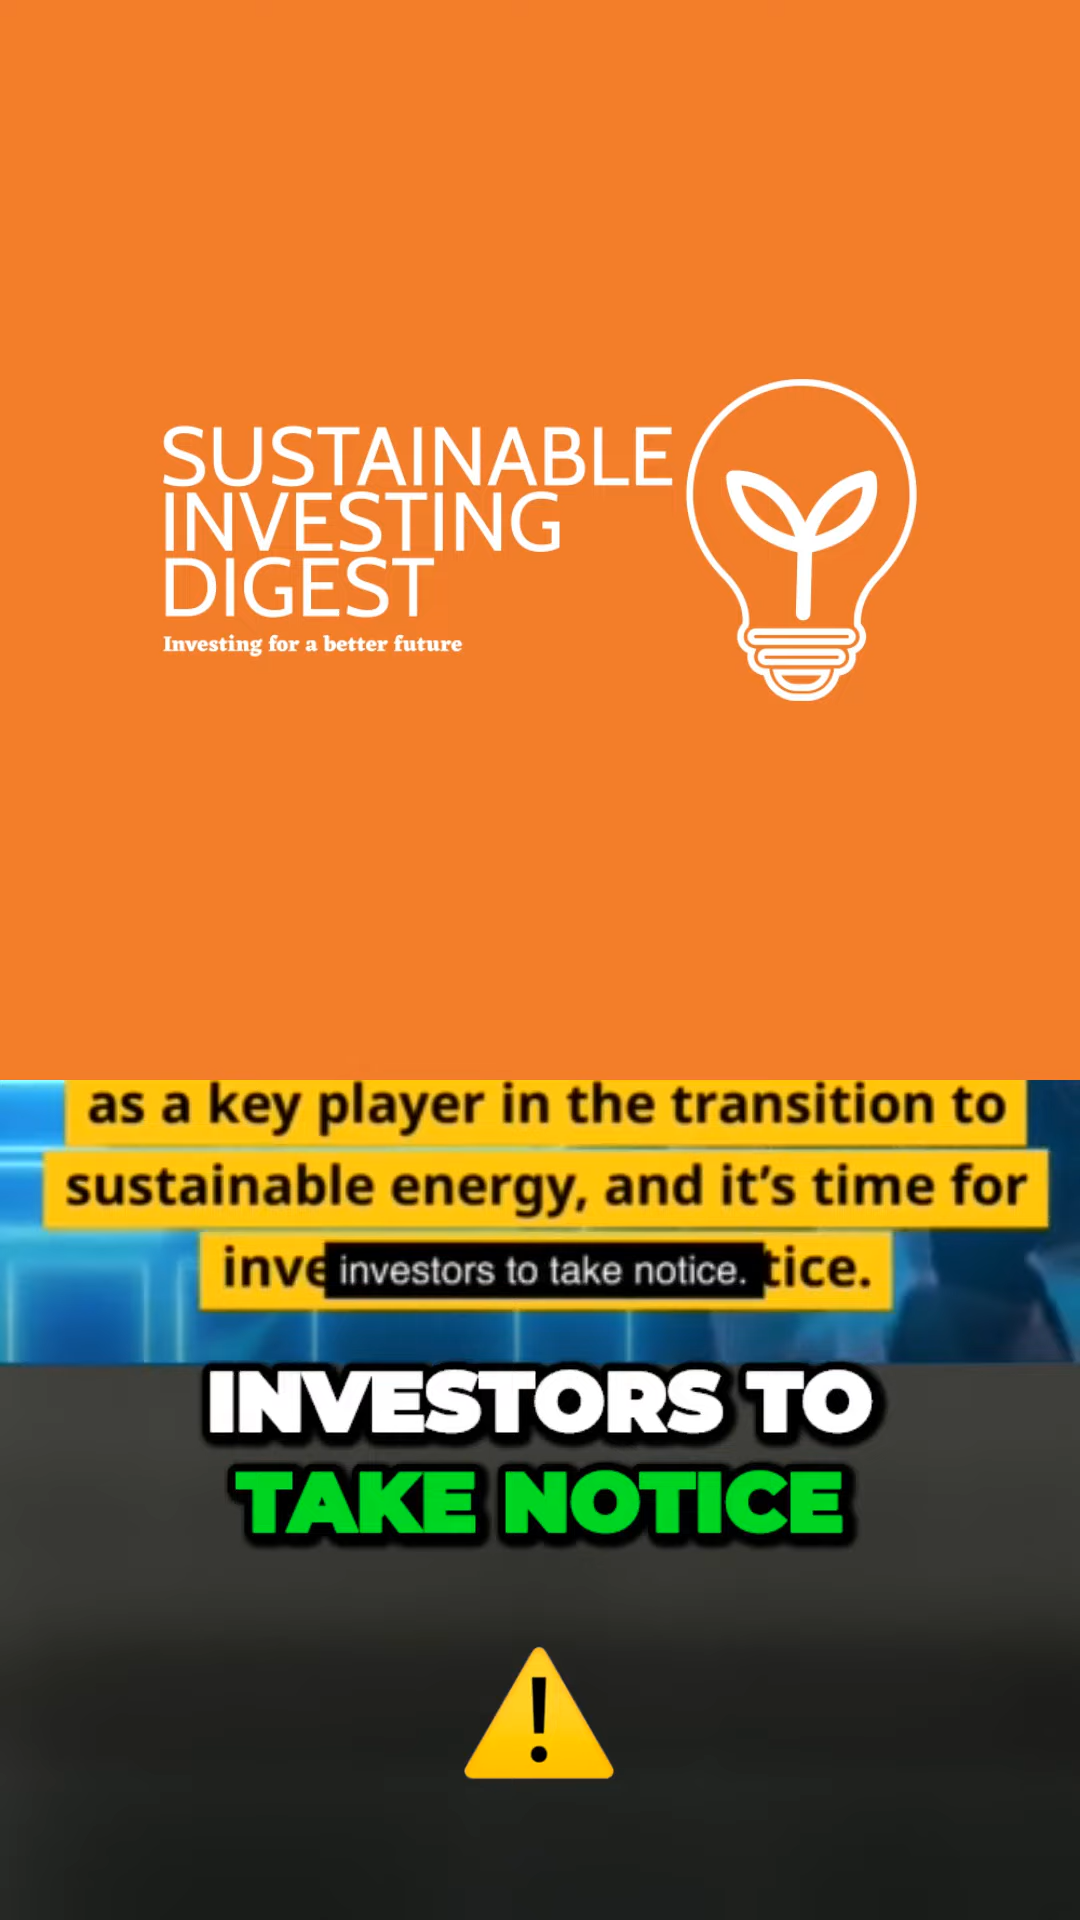 SUSTAINABLE
INVESTING
DIGEST
Investing for a better future
as a key player in the transition to
sustainable energy, and it’s time for
inve tice.
investors to take notice.
INVESTORS TO
TAKE NOTICE